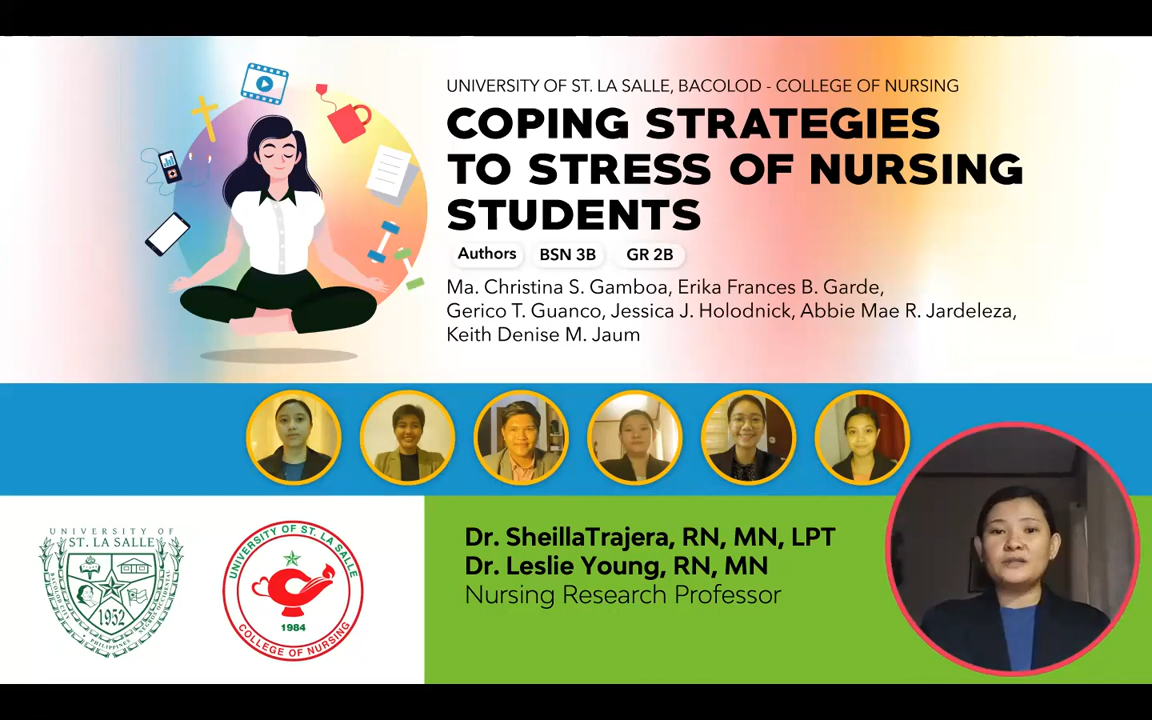 UNIVERSITY OF ST. LA SALLE, BACOLOD - COLLEGE OF NURSING
COPING STRATEGIES
TO STRESS OF NURSING
STUDENTS
Authors BSN 3B GR 2B
Ma. Christina S. Gamboa, Erika Frances B. Garde,
Gerico T. Guanco, Jessica J. Holodnick, Abbie Mae R. Jardeleza,
Keith Denise M. Jaum
UNIVERSITY OF
ST. LA SALLE
1952
PHILIPPINES
UNIVERSITY OF ST. LA SALLE
1984
COLLEGE OF NURSING
Dr. SheillaTrajera, RN, MN, LPT
Dr. Leslie Young, RN, MN
Nursing Research Professor